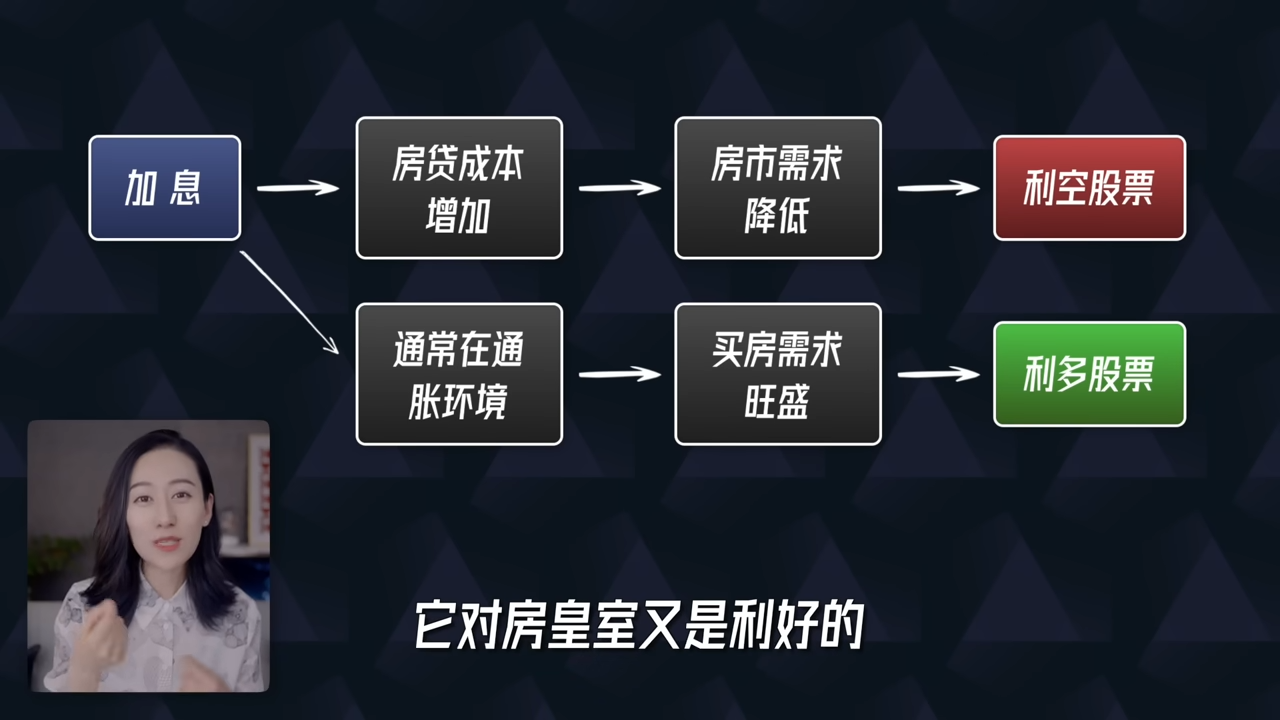 加 息
房贷成本
增加
房市需求
降低
利空股票
通常在通
胀环境
买房需求
旺盛
利多股票
它对房皇室又是利好的